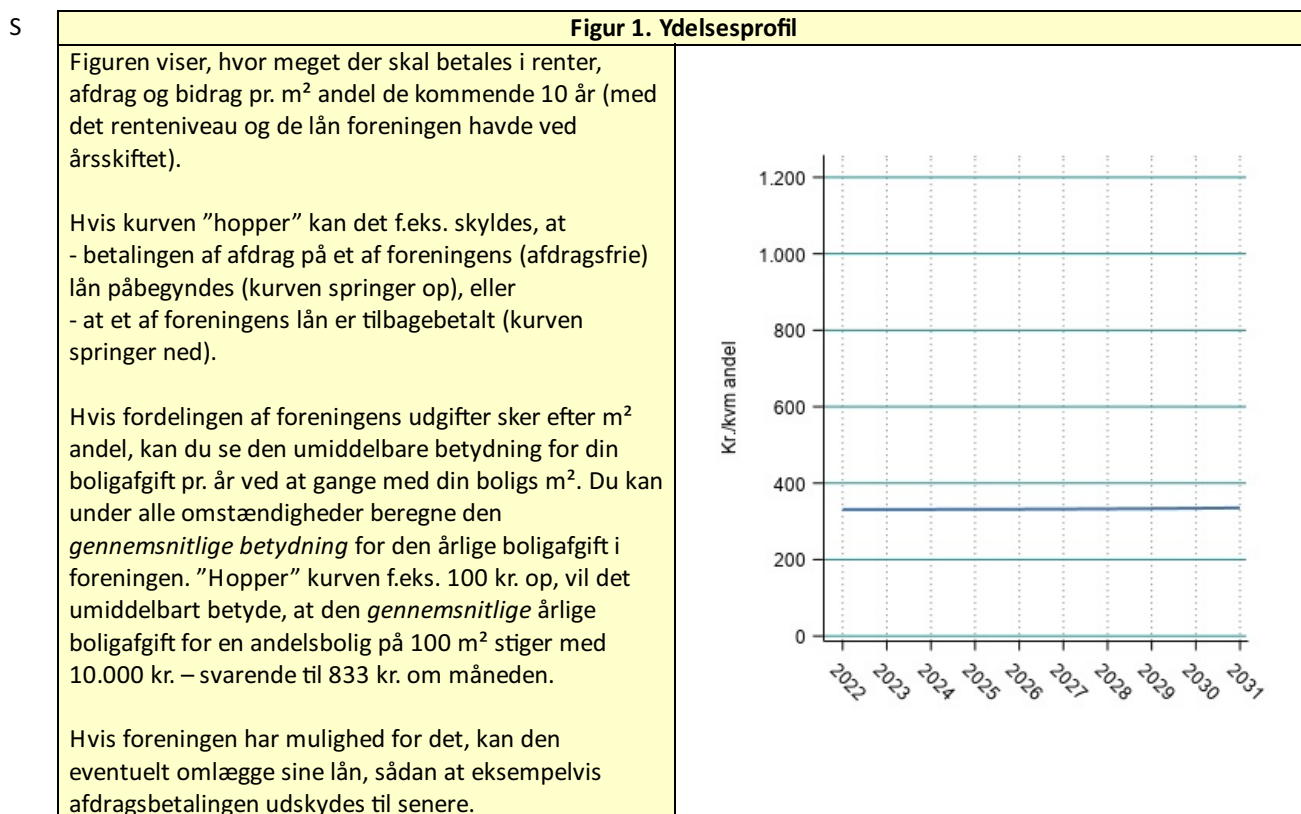 S
Figur 1. Ydelsesprofil
Figuren viser, hvor meget der skal betales i renter,
afdrag og bidrag pr. m² andel de kommende 10 år (med
det renteniveau og de lån foreningen havde ved
årsskiftet).
Hvis kurven ”hopper” kan det f.eks. skyldes, at
- betalingen af afdrag på et af foreningens (afdragsfrie)
lån påbegyndes (kurven springer op), eller
- at et af foreningens lån er tilbagebetalt (kurven
springer ned).
Hvis fordelingen af foreningens udgifter sker efter m²
andel, kan du se den umiddelbare betydning for din
boligafgift pr. år ved at gange med din boligs m². Du kan
under alle omstændigheder beregne den
gennemsnitlige betydning for den årlige boligafgift i
foreningen. ”Hopper” kurven f.eks. 100 kr. op, vil det
umiddelbart betyde, at den gennemsnitlige årlige
boligafgift for en andelsbolig på 100 m² stiger med
10.000 kr. – svarende til 833 kr. om måneden.
Hvis foreningen har mulighed for det, kan den
eventuelt omlægge sine lån, sådan at eksempelvis
afdragsbetalingen udskydes til senere.
Kr./kvm andel
1.200
1.000
800
600
400
200
0
2022
2023
2024
2025
2026
2027
2028
2029
2030
2031